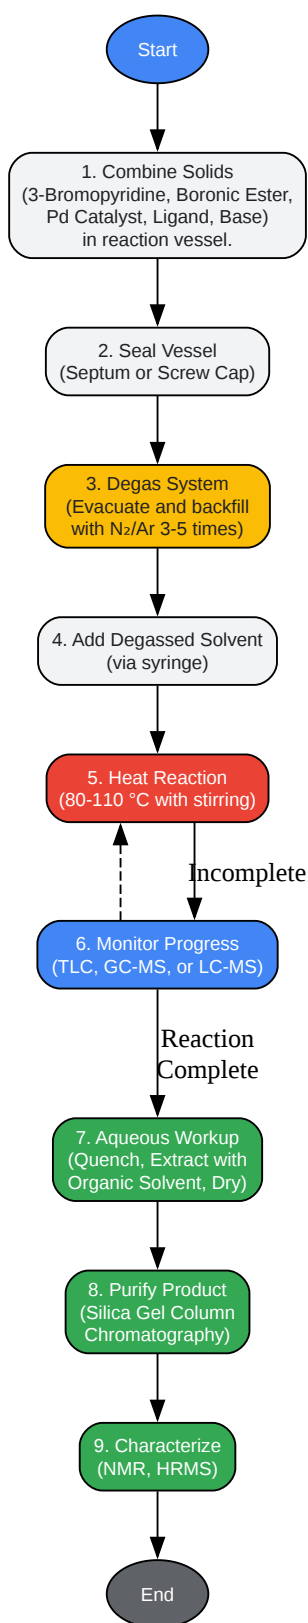 Start
1. Combine Solids
(3-Bromopyridine, Boronic Ester,
Pd Catalyst, Ligand, Base)
in reaction vessel.
2. Seal Vessel
(Septum or Screw Cap)
3. Degas System
(Evacuate and backfill
with N₂/Ar 3-5 times)
4. Add Degassed Solvent
(via syringe)
5. Heat Reaction
(80-110 °C with stirring)
Incomplete
6. Monitor Progress
(TLC, GC-MS, or LC-MS)
Reaction
Complete
7. Aqueous Workup
(Quench, Extract with
Organic Solvent, Dry)
8. Purify Product
(Silica Gel Column
Chromatography)
9. Characterize
(NMR, HRMS)
End